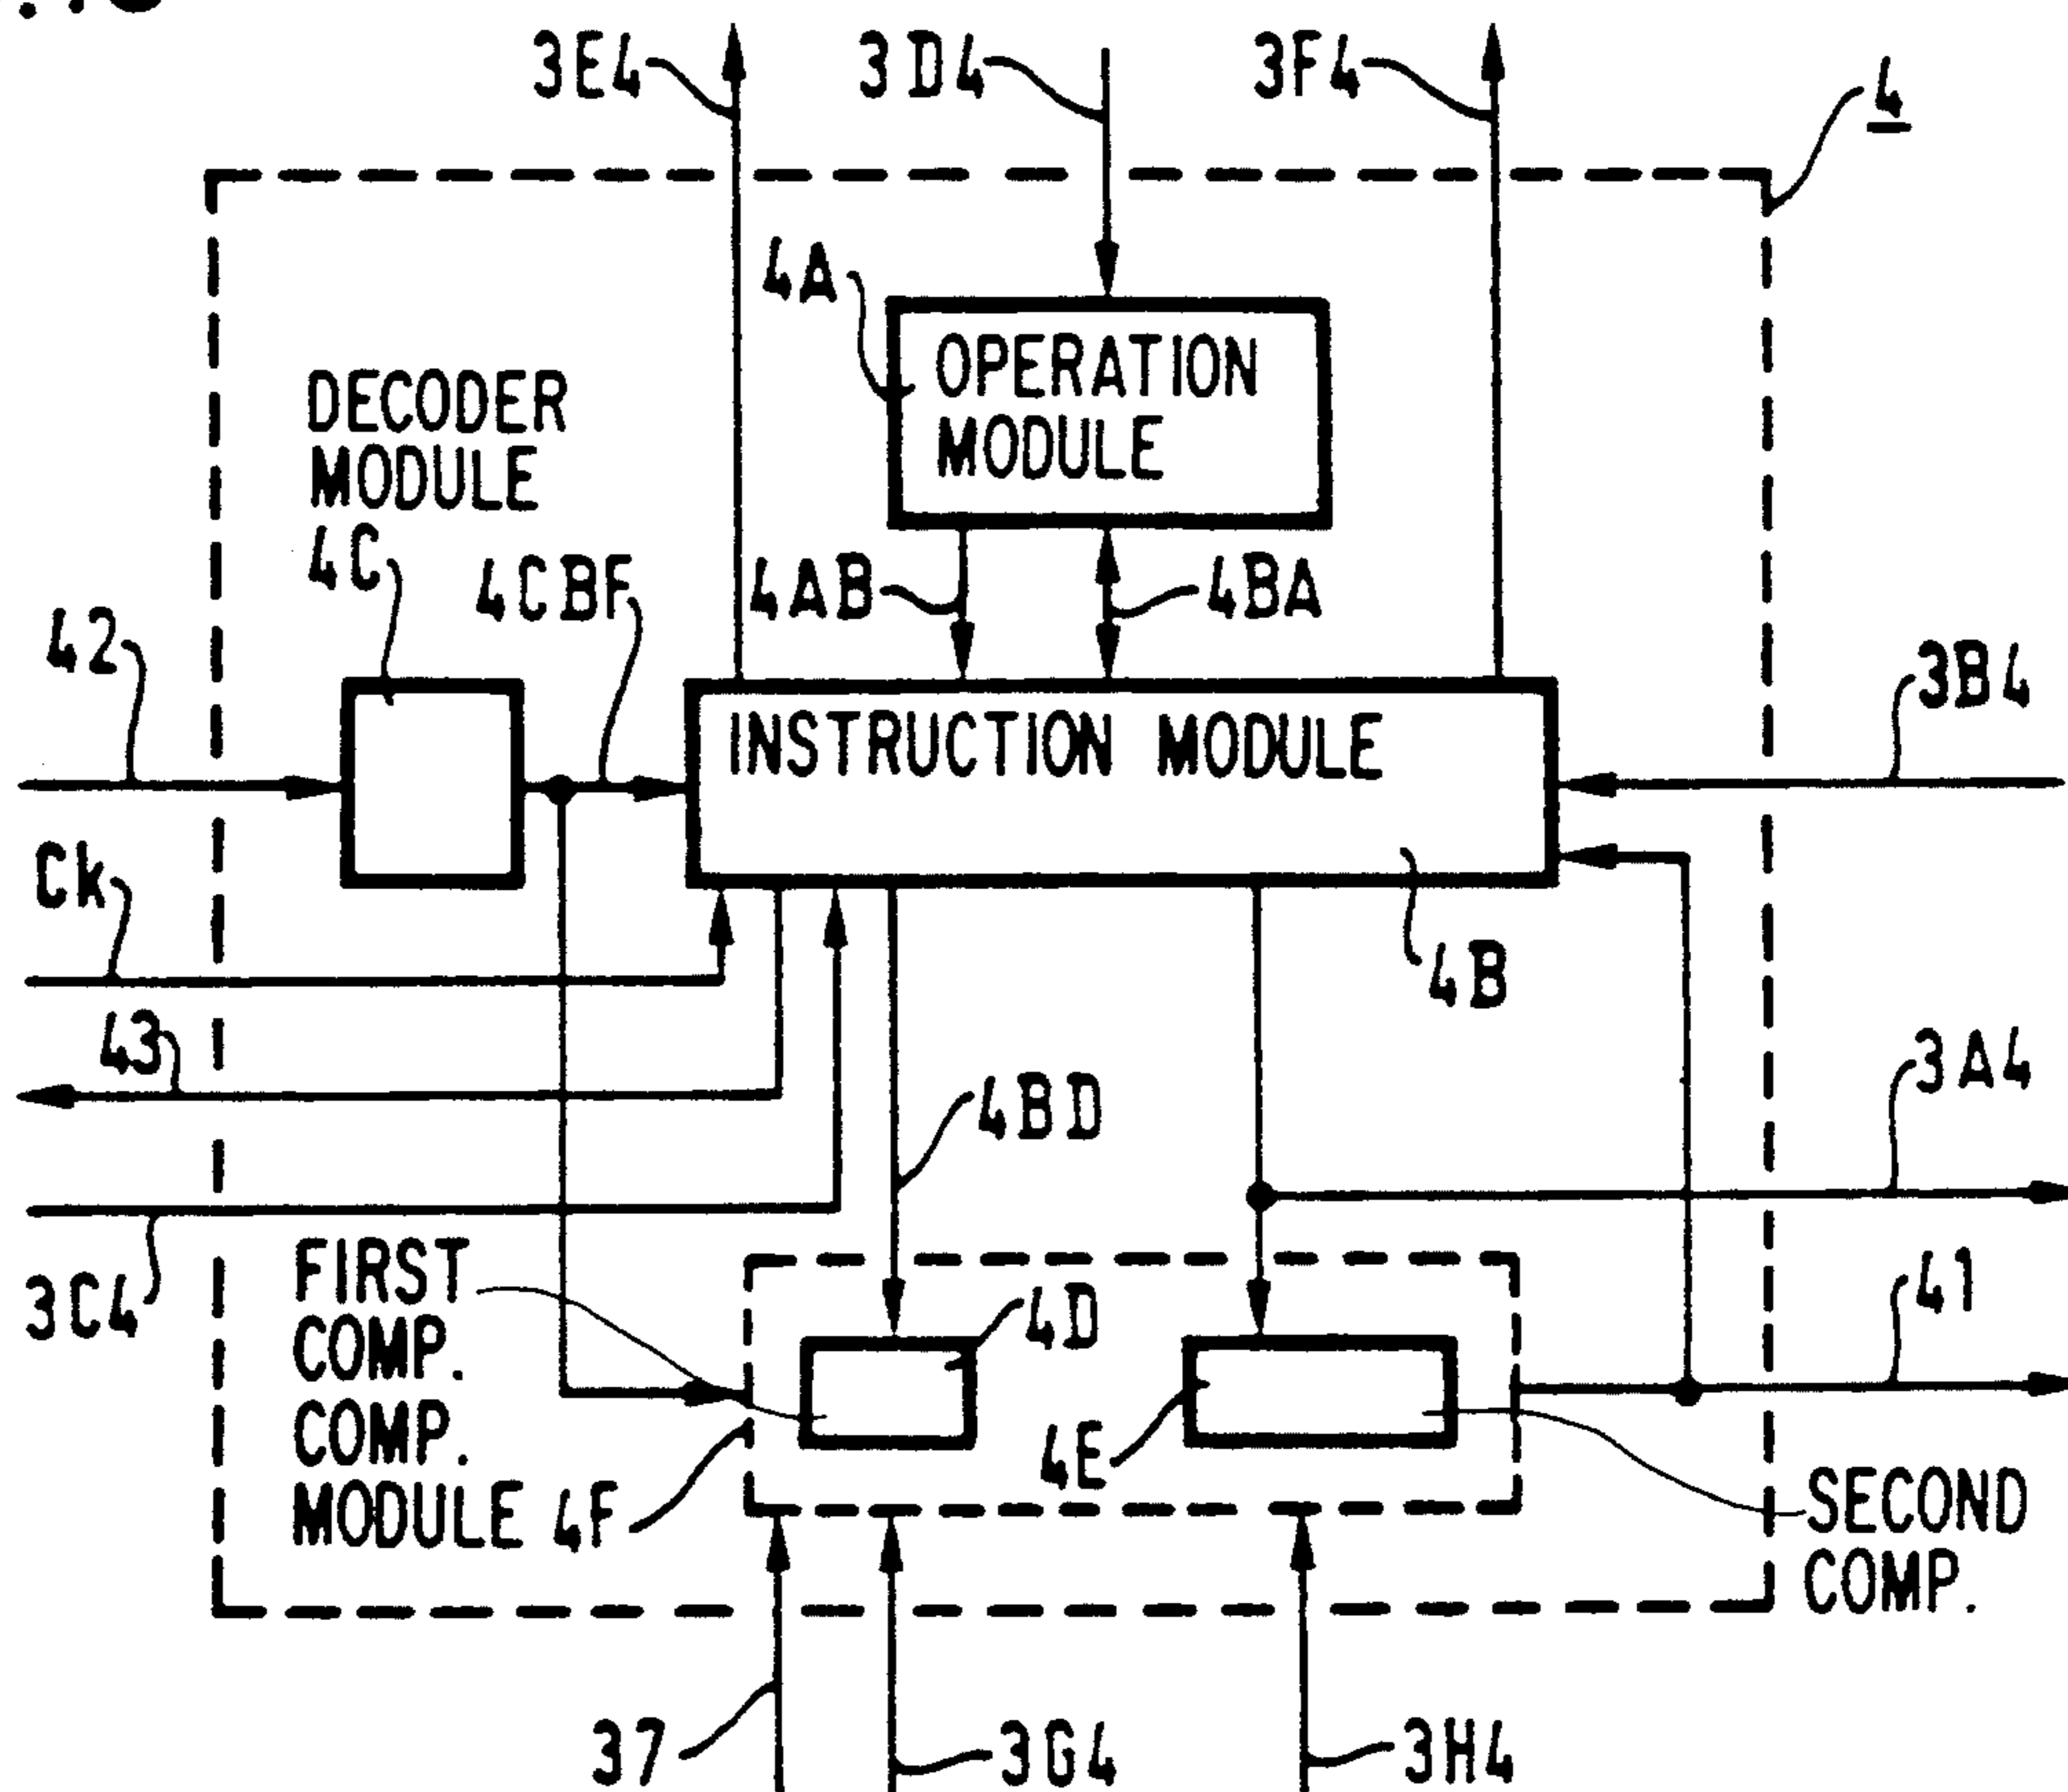 3E4
3D4
3F4
4
4A
OPERATION
MODULE
DECODER
MODULE
4C
4CBF
4AB
4BA
42
3B4
INSTRUCTION MODULE
Ck
4B
43
3A4
4BD
3C4
FIRST
COMP.
COMP.
MODULE 4F
4D
41
4E
SECOND
COMP.
37
3G4
3H4